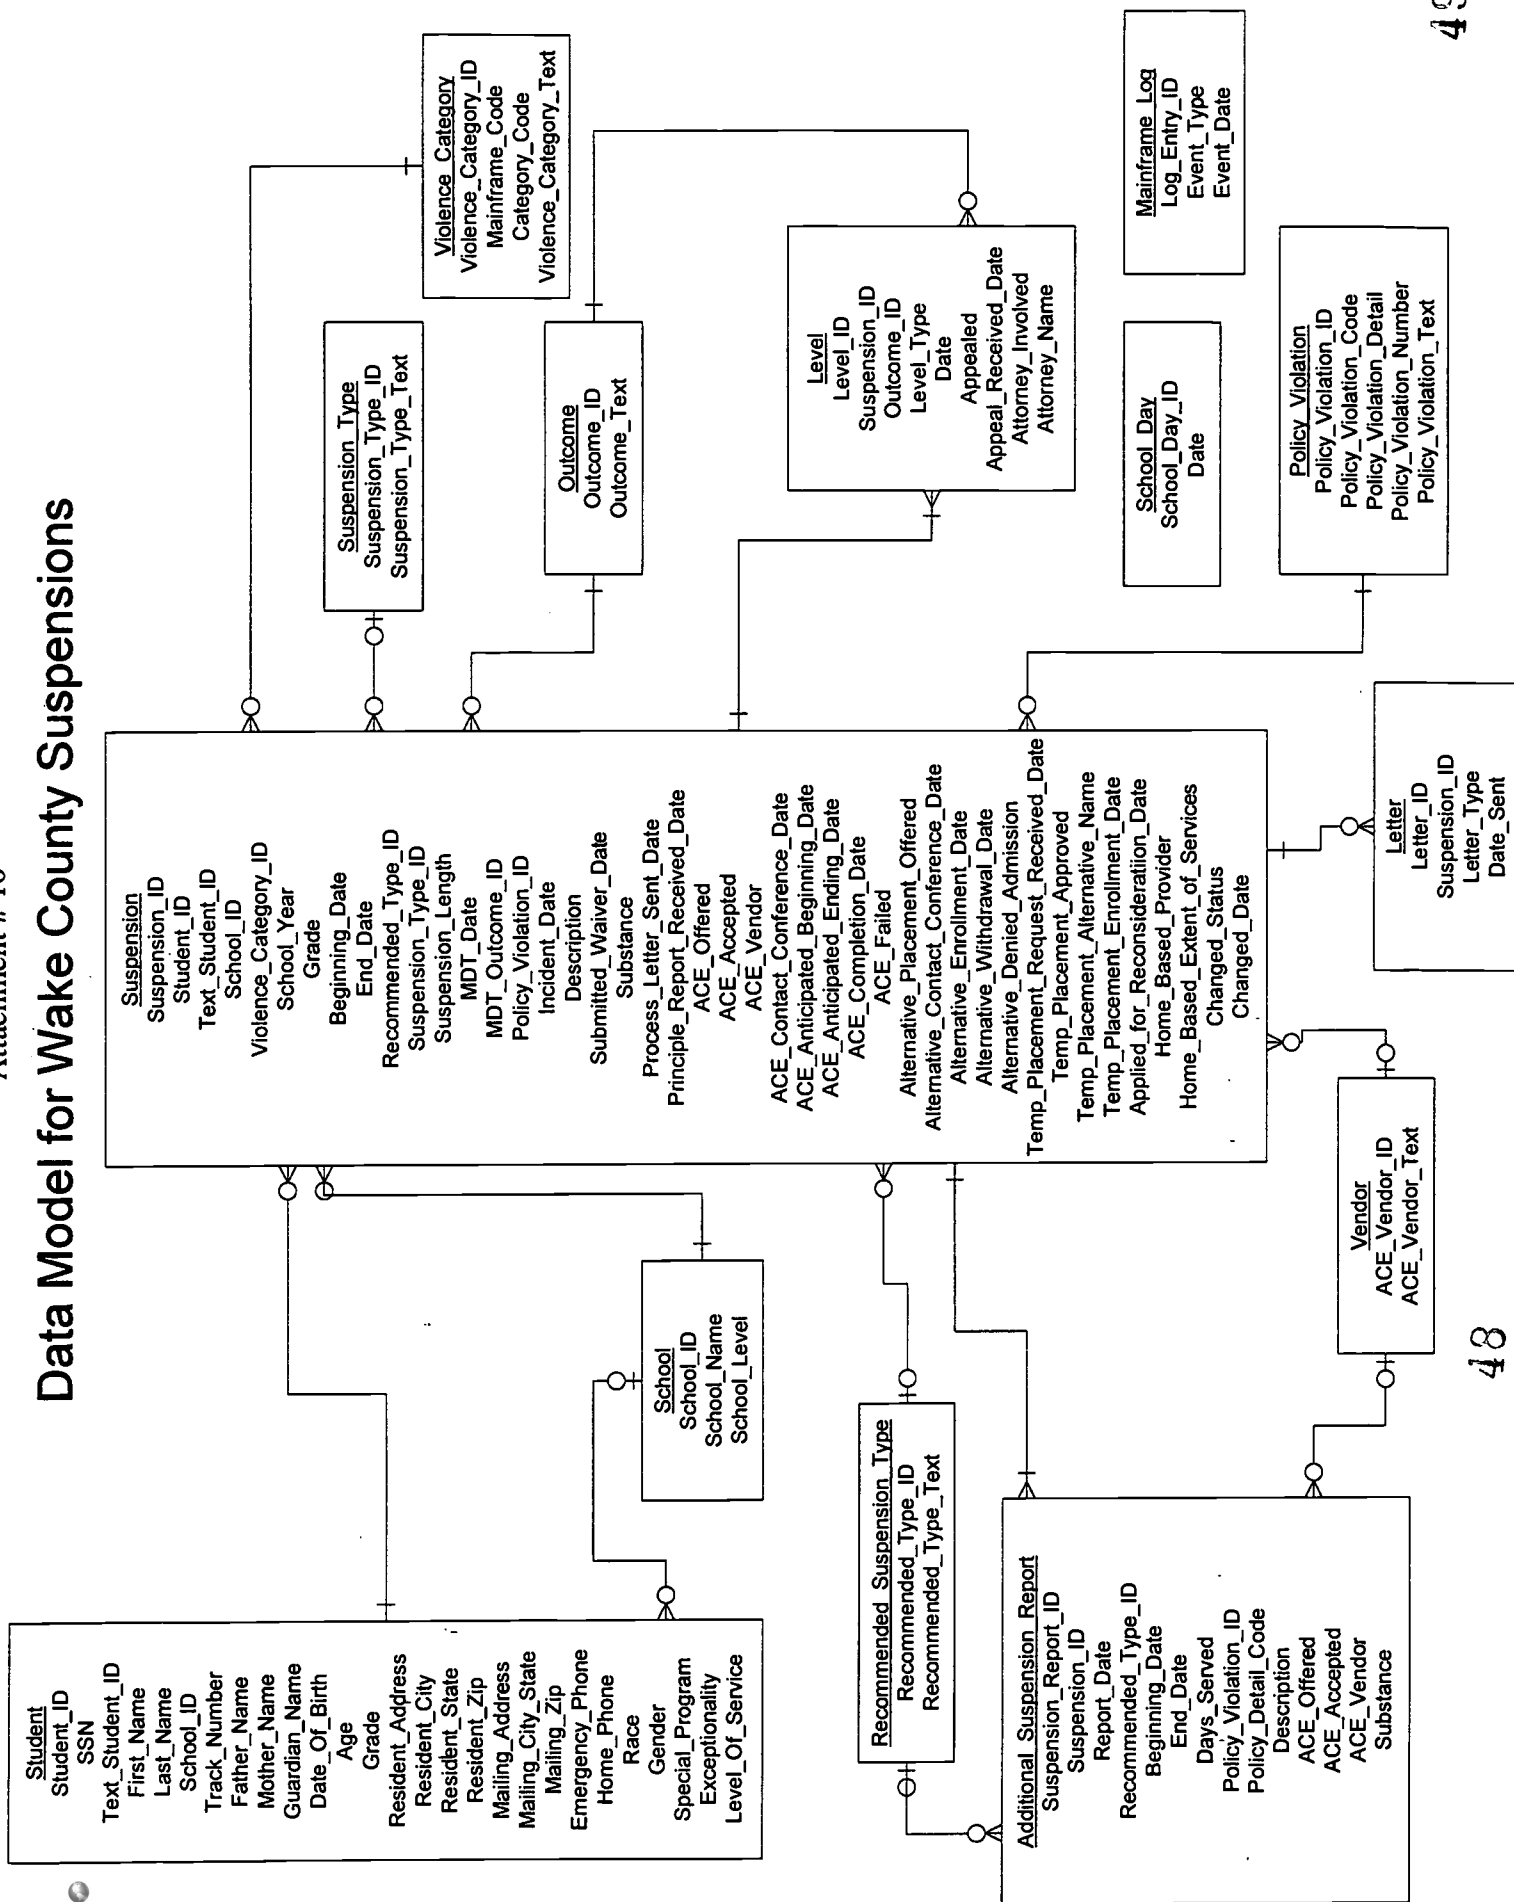 Data Model for Wake County Suspensions
Student
Student_ID
SSN
Text_Student_ID
First_Name
Last_Name
School_ID
Track_Number
Father_Name
Mother_Name
Guardian_Name
Date_Of_Birth
Age
Grade
Resident_Address
Resident_City
Resident_State
Resident_Zip
Mailing_Address
Mailing_City_State
Mailing_Zip
Emergency_Phone
Home_Phone
Race
Gender
Special_Program
Exceptionality
Level_Of_Service
School
School_ID
School_Name
School_Level
Recommended_Suspension_Type
Recommended_Type_ID
Recommended_Type_Text
Additional_Suspension_Report
Suspension_Report_ID
Suspension_ID
Report_Date
Recommended_Type_ID
Beginning_Date
End_Date
Days_Served
Policy_Violation_ID
Policy_Detail_Code
Description
ACE_Offered
ACE_Accepted
ACE_Vendor
Substance
Vendor
ACE_Vendor_ID
ACE_Vendor_Text
Suspension
Suspension_ID
Student_ID
Text_Student_ID
School_ID
Violence_Category_ID
School_Year
Grade
Beginning_Date
End_Date
Recommended_Type_ID
Suspension_Type_ID
Suspension_Length
MDT_Date
MDT_Outcome_ID
Policy_Violation_ID
Incident_Date
Description
Submitted_Waiver_Date
Substance
Process_Letter_Sent_Date
Principle_Report_Received_Date
ACE_Offered
ACE_Accepted
ACE_Vendor
ACE_Contact_Conference_Date
ACE_Anticipated_Beginning_Date
ACE_Anticipated_Ending_Date
ACE_Completion_Date
ACE_Failed
Alternative_Placement_Offered
Alternative_Contact_Conference_Date
Alternative_Enrollment_Date
Alternative_Withdrawal_Date
Alternative_Denied_Admission
Temp_Placement_Request_Received_Date
Temp_Placement_Approved
Temp_Placement_Alternative_Name
Temp_Placement_Enrollment_Date
Applied_for_Reconsideration_Date
Home_Based_Provider
Home_Based_Extent_of_Services
Changed_Status
Changed_Date
Letter
Letter_ID
Suspension_ID
Letter_Type
Date_Sent
Suspension_Type
Suspension_Type_ID
Suspension_Type_Text
Outcome
Outcome_ID
Outcome_Text
Violence_Category
Violence_Category_ID
Mainframe_Code
Category_Code
Violence_Category_Text
Level
Level_ID
Suspension_ID
Outcome_ID
Level_Type
Date
Appealed
Appeal_Received_Date
Attorney_Involved
Attorney_Name
School_Day
School_Day_ID
Date
Mainframe_Log
Log_Entry_ID
Event_Type
Event_Date
Policy_Violation
Policy_Violation_ID
Policy_Violation_Code
Policy_Violation_Detail
Policy_Violation_Number
Policy_Violation_Text
48